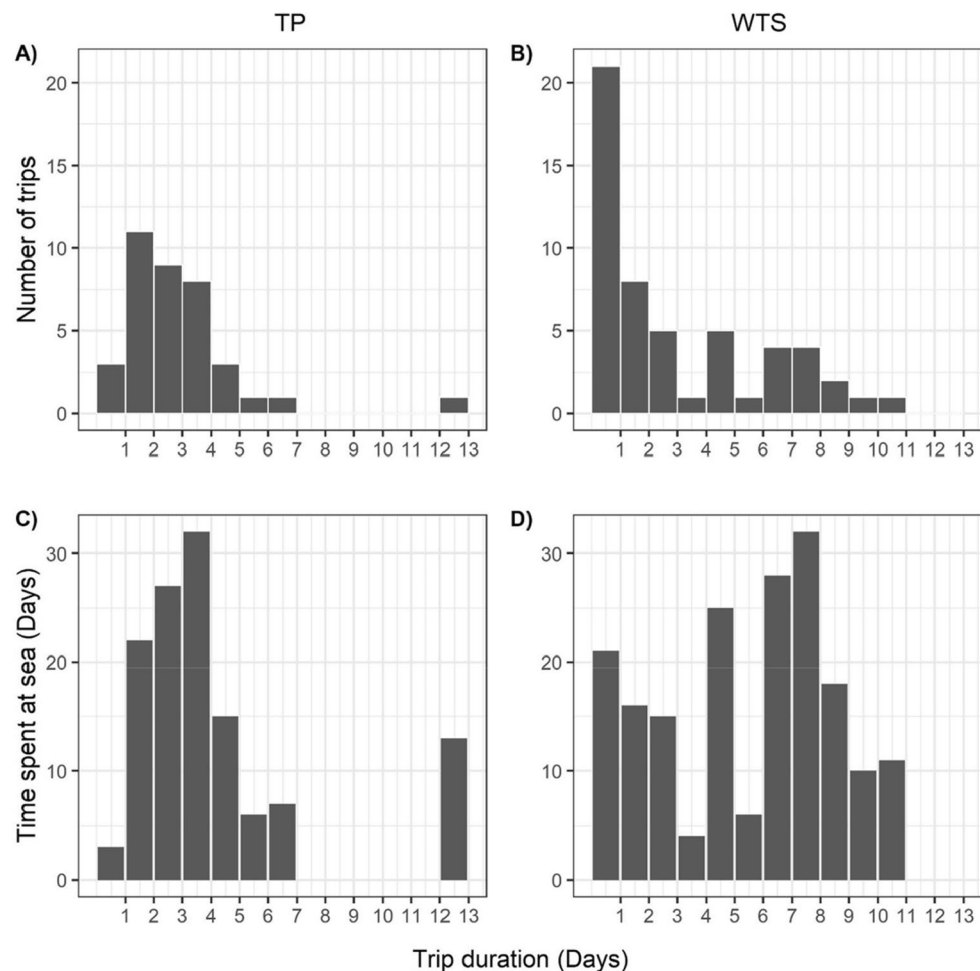 TP
WTS
A)
B)
Number of trips
20
15
10
5
0
20
15
10
5
0
1 2 3 4 5 6 7 8 9 10 11 12 13
1 2 3 4 5 6 7 8 9 10 11 12 13
C)
D)
Time spent at sea (Days)
30
20
10
0
30
20
10
0
1 2 3 4 5 6 7 8 9 10 11 12 13
1 2 3 4 5 6 7 8 9 10 11 12 13
Trip duration (Days)